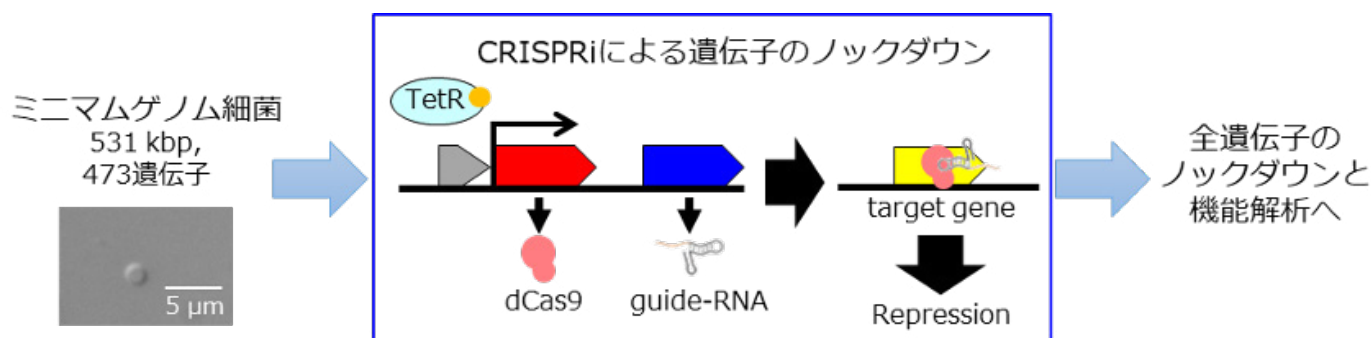 ミニマムゲノム細菌
531 kbp,
473遺伝子
5 μm
CRISPRiによる遺伝子のノックダウン
TetR
dCas9
guide-RNA
target gene
Repression
全遺伝子の
ノックダウンと
機能解析へ